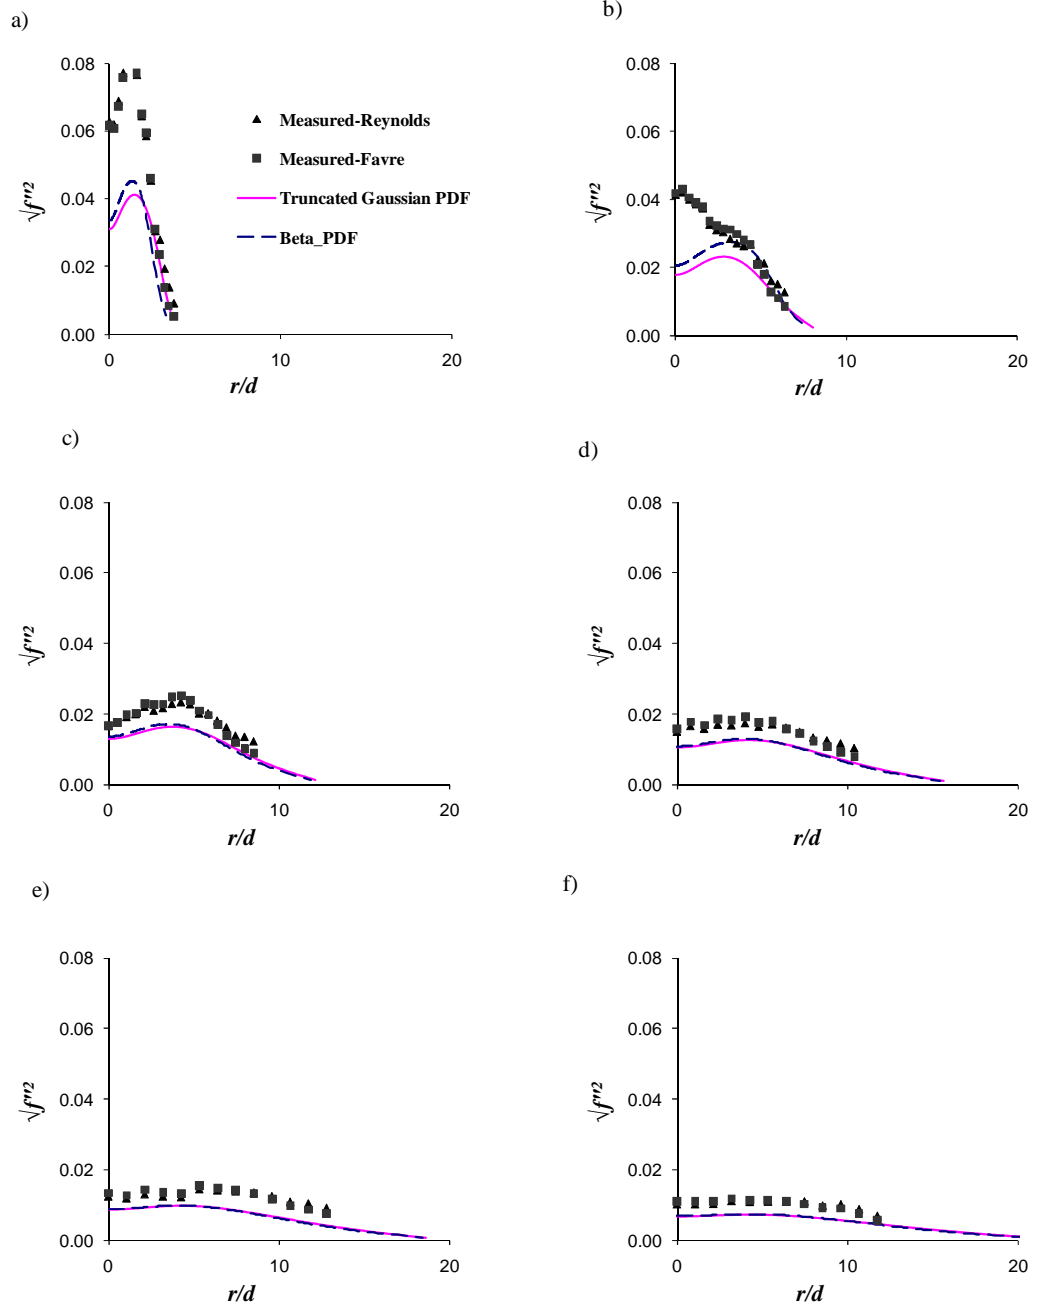 a)
0.08
0.06
0.04
0.02
0.00
√f″²
0
10
20
r/d
Measured-Reynolds
Measured-Favre
Truncated Gaussian PDF
Beta_PDF
b)
0.08
0.06
0.04
0.02
0.00
√f″²
0
10
20
r/d
c)
0.08
0.06
0.04
0.02
0.00
√f″²
0
10
20
r/d
d)
0.08
0.06
0.04
0.02
0.00
√f″²
0
10
20
r/d
e)
0.08
0.06
0.04
0.02
0.00
√f″²
0
10
20
r/d
f)
0.08
0.06
0.04
0.02
0.00
√f″²
0
10
20
r/d